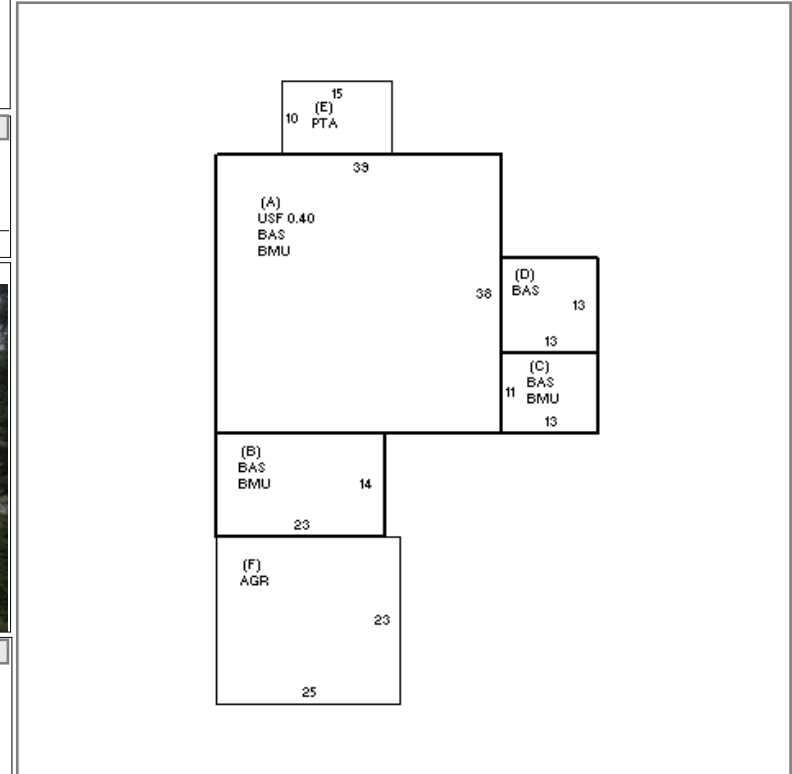 15
(E)
10 PTA
39
(A)
USF 0.40
BAS
BMU
38
(D)
BAS
13
13
(C)
BAS
11
BMU
13
(B)
BAS
BMU 14
23
(F)
AGR
23
25